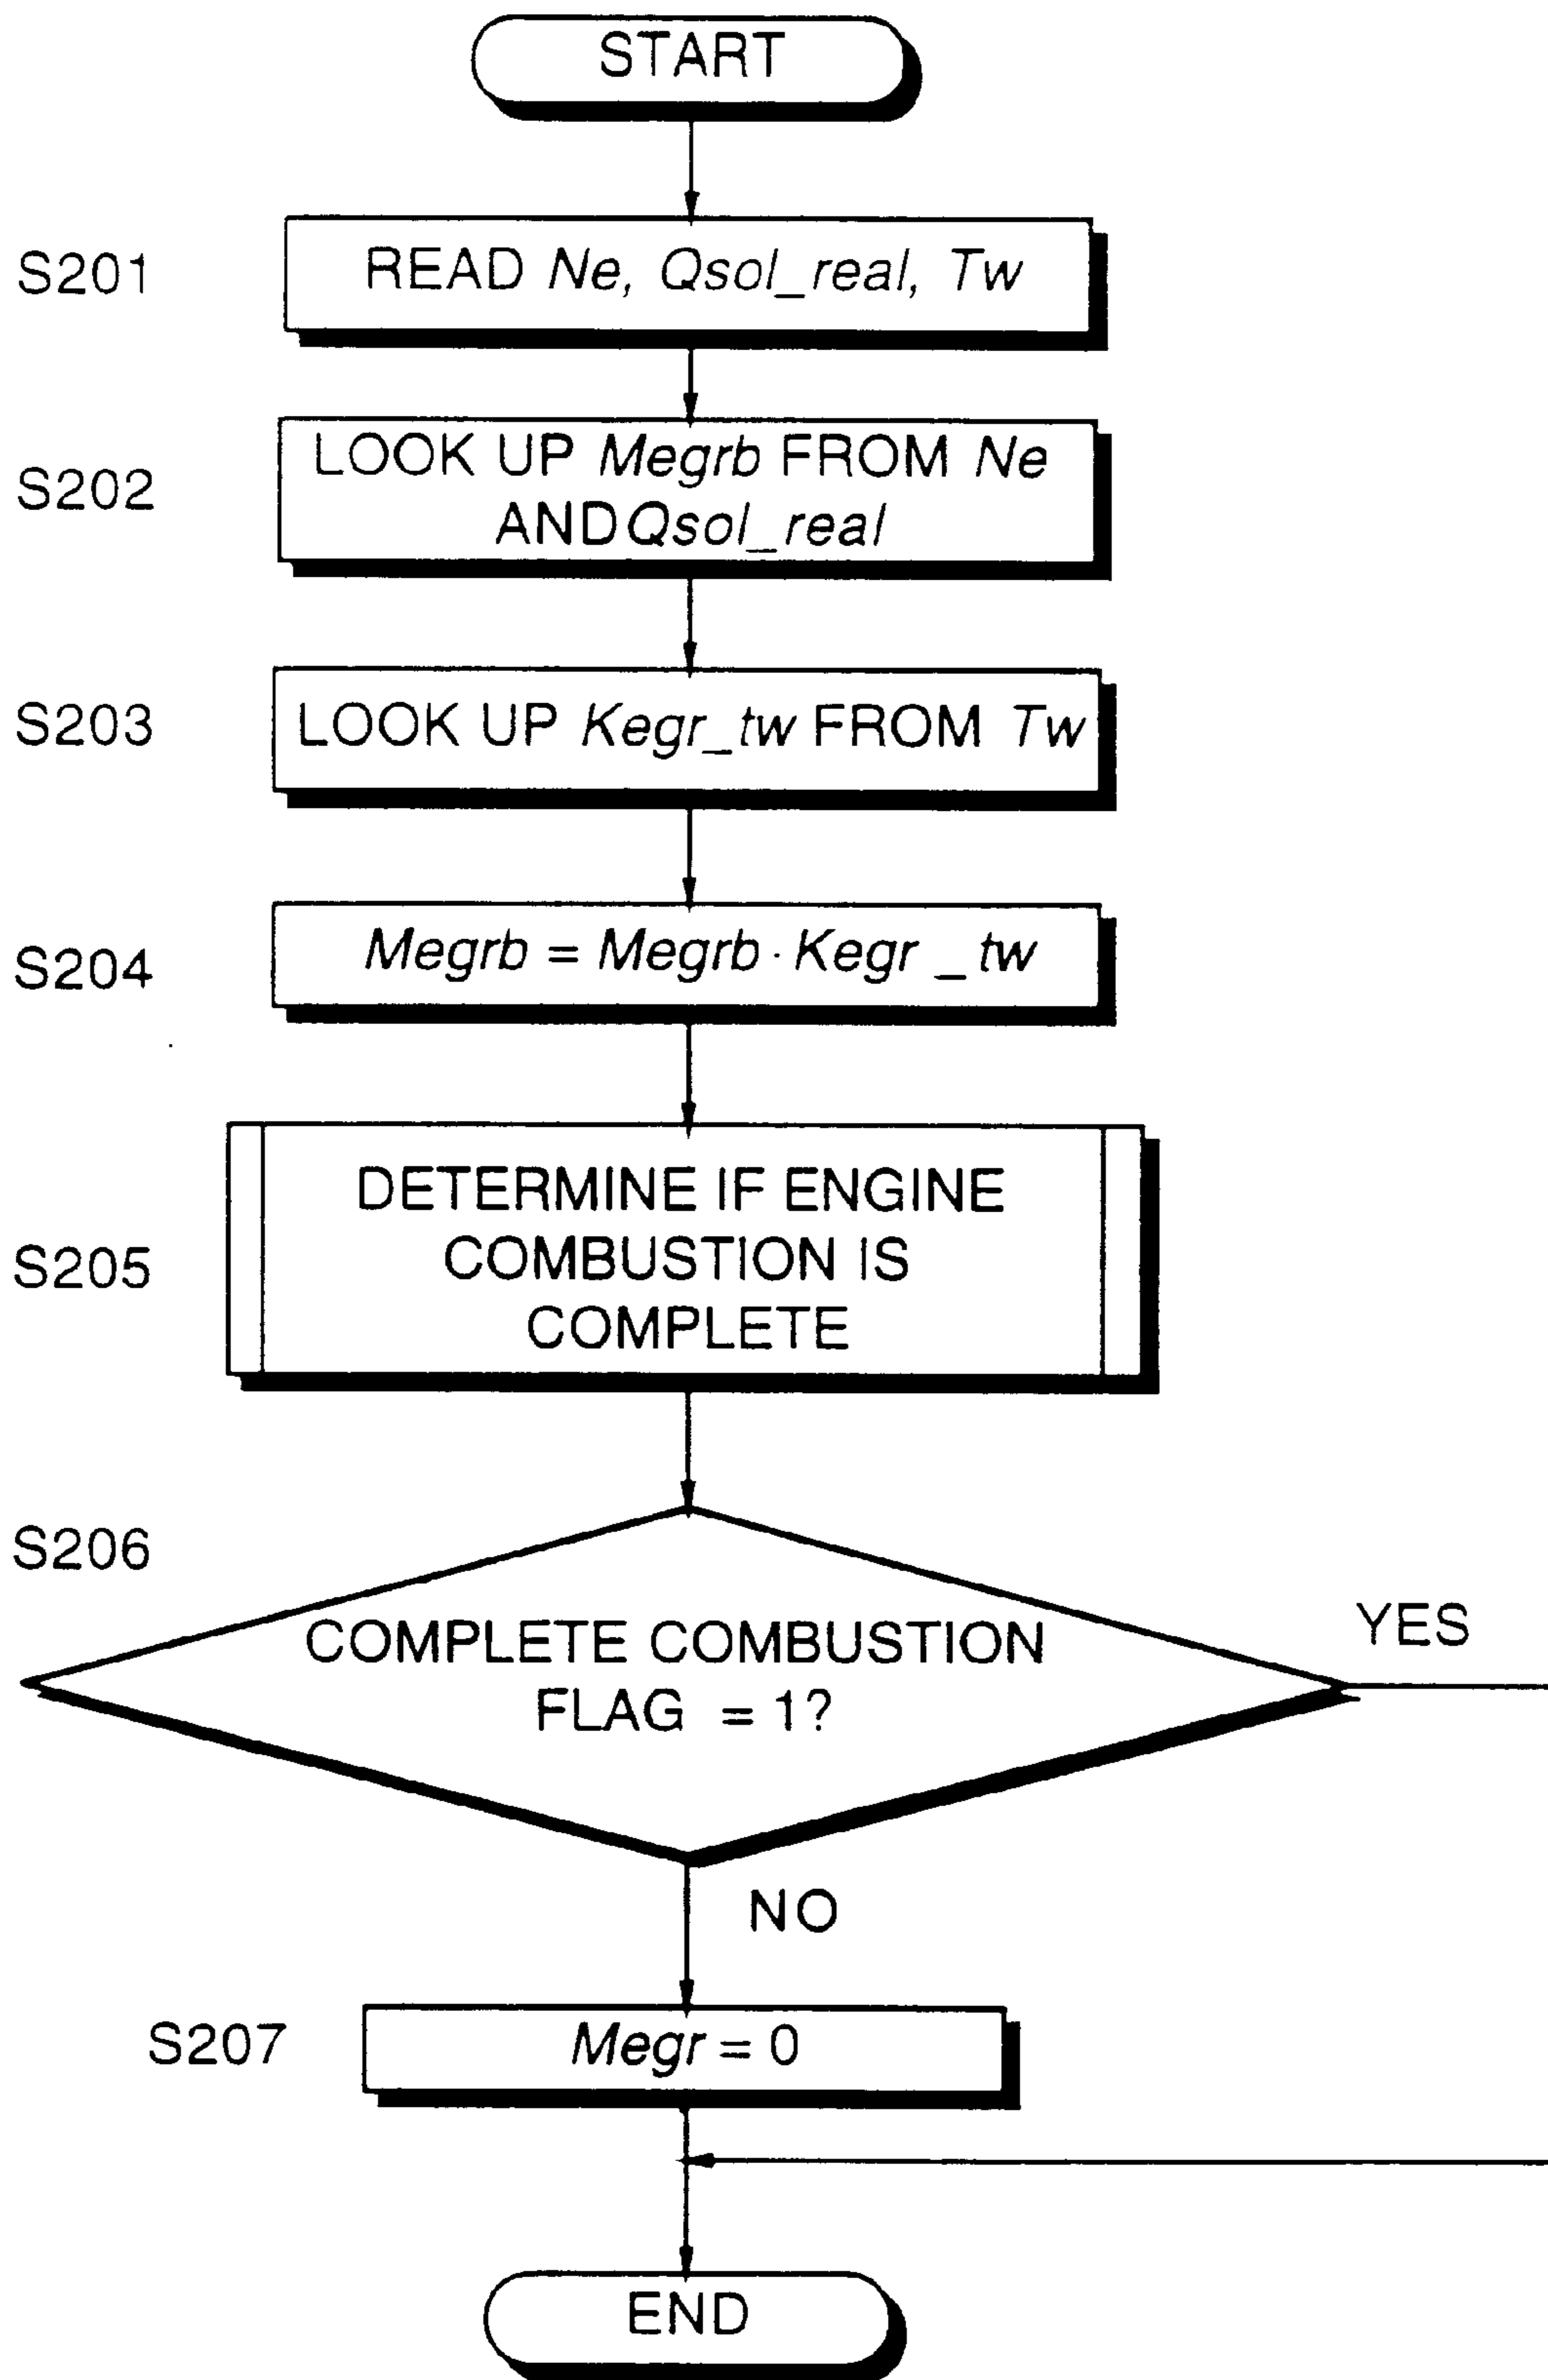 START
S201
READ Ne, Qsol_real, Tw
S202
LOOK UP Megrb FROM Ne
AND Qsol_real
S203
LOOK UP Kegr_tw FROM Tw
S204
Megrb = Megrb · Kegr _ tw
S205
DETERMINE IF ENGINE
COMBUSTION IS
COMPLETE
S206
COMPLETE COMBUSTION
FLAG = 1?
YES
NO
S207
Megr = 0
END